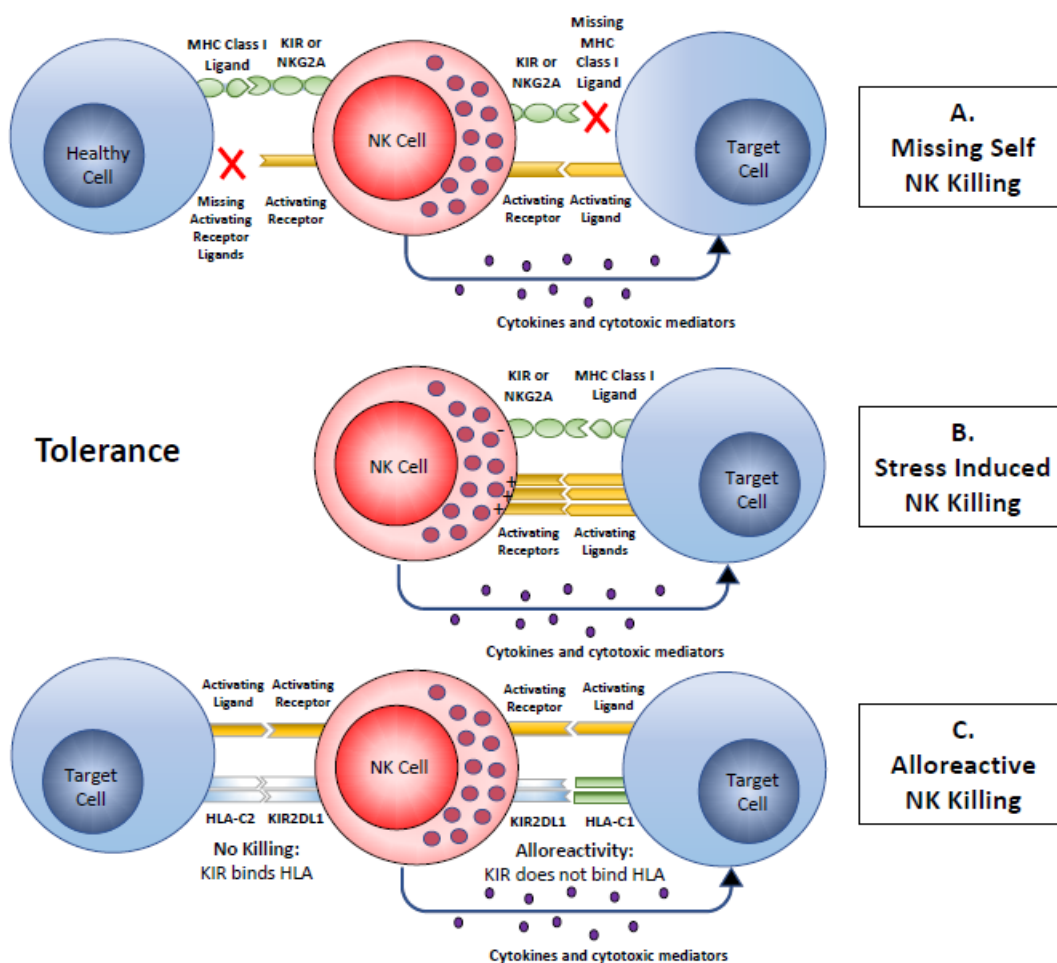 MHC Class I
Ligand
KIR or
NKG2A
Missing
MHC
Class I
Ligand
KIR or
NKG2A
Healthy
Cell
NK Cell
Target
Cell
Missing
Activating
Receptor
Ligands
Activating
Receptor
Activating
Receptor
Activating
Ligand
Cytokines and cytotoxic mediators
A.
Missing Self
NK Killing
Tolerance
KIR or
NKG2A
MHC Class I
Ligand
NK Cell
-
+
+
+
Target
Cell
Activating
Receptors
Activating
Ligands
Cytokines and cytotoxic mediators
B.
Stress Induced
NK Killing
Activating
Ligand
Activating
Receptor
Activating
Receptor
Activating
Ligand
Target
Cell
NK Cell
Target
Cell
HLA-C2
KIR2DL1
KIR2DL1
HLA-C1
No Killing:
KIR binds HLA
Alloreactivity:
KIR does not bind HLA
Cytokines and cytotoxic mediators
C.
Alloreactive
NK Killing